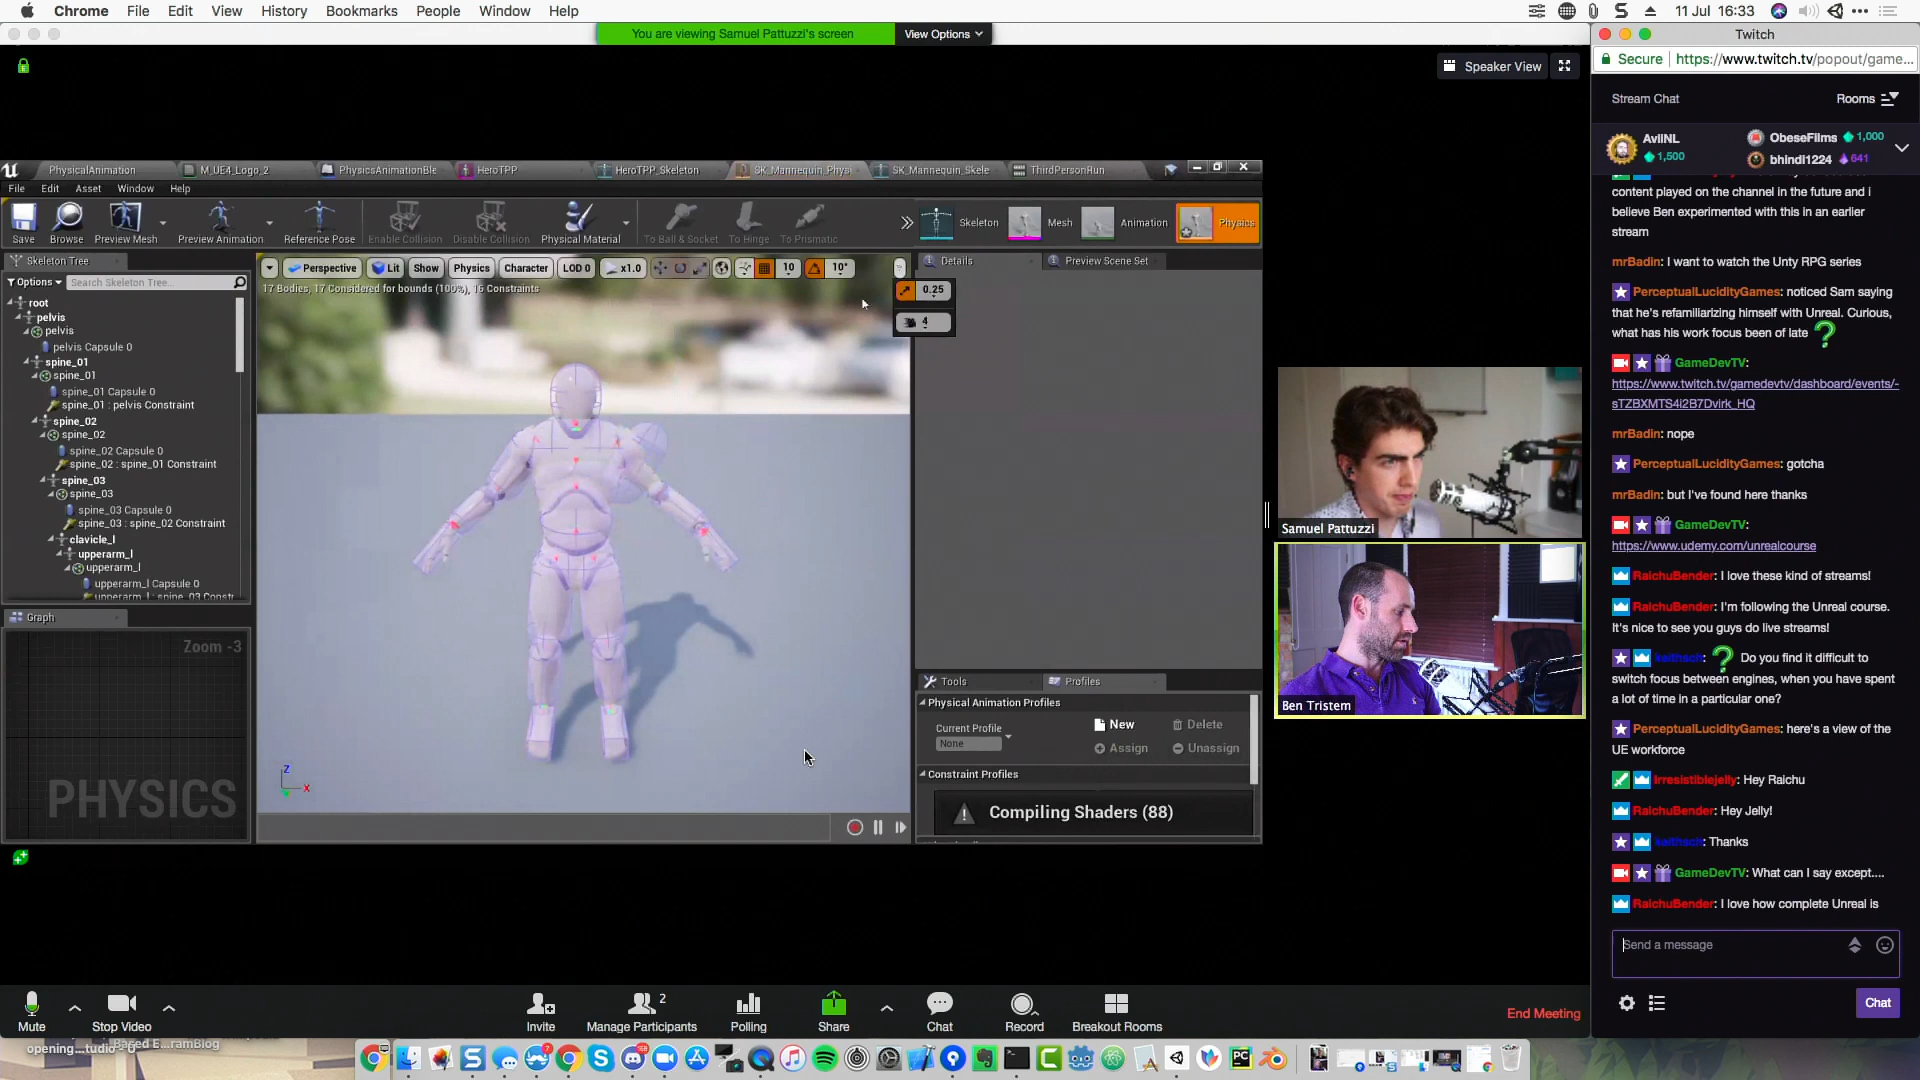 Chrome File Edit View History Bookmarks People Window Help
11 Jul 16:33
You are viewing Samuel Pattuzzi's screen
View Options
Speaker View
PhysicalAnimation M_UE4_Logo_2 PhysicsAnimationBle HeroTPP HeroTPP_Skeleton SK_Mannequin_Physi SK_Mannequin_Skele ThirdPersonRun
File Edit Asset Window Help
Save Browse Preview Mesh Preview Animation Reference Pose Enable Collision Disable Collision Physical Material To Ball & Socket To Hinge To Prismatic
Skeleton Mesh Animation Physics
Skeleton Tree
Options Search Skeleton Tree...
root
pelvis
pelvis
pelvis Capsule 0
spine_01
spine_01
spine_01 Capsule 0
spine_01 : pelvis Constraint
spine_02
spine_02
spine_02 Capsule 0
spine_02 : spine_01 Constraint
spine_03
spine_03
spine_03 Capsule 0
spine_03 : spine_02 Constraint
clavicle_l
upperarm_l
upperarm_l
upperarm_l Capsule 0
upperarm_l : spine_03 Constr
Perspective Lit Show Physics Character LOD 0 x1.0 10 10°
17 Bodies, 17 Considered for bounds (100%), 16 Constraints
0.25
4
Z
X
Graph
Zoom -3
PHYSICS
Details
Preview Scene Set
Tools
Profiles
Physical Animation Profiles
Current Profile
None
New Delete
Assign Unassign
Constraint Profiles
Compiling Shaders (88)
Samuel Pattuzzi
Ben Tristem
Mute
Stop Video
Invite
Manage Participants
2
Polling
Share
Chat
Record
Breakout Rooms
End Meeting
opening...tudio - O
Based E...ramBlog
Twitch
Secure https://www.twitch.tv/popout/game...
Stream Chat
Rooms
AvIINL
1,500
ObeseFilms 1,000
bhindi1224 641
content played on the channel in the future and i
believe Ben experimented with this in an earlier
stream
mrBadin: I want to watch the Unty RPG series
PerceptualLucidityGames: noticed Sam saying
that he's refamiliarizing himself with Unreal. Curious,
what has his work focus been of late
GameDevTV:
https://www.twitch.tv/gamedevtv/dashboard/events/-
sTZBXMTS4i2B7Dvirk_HQ
mrBadin: nope
PerceptualLucidityGames: gotcha
mrBadin: but I've found here thanks
GameDevTV:
https://www.udemy.com/unrealcourse
RaichuBender: I love these kind of streams!
RaichuBender: I'm following the Unreal course.
It's nice to see you guys do live streams!
keithsch: Do you find it difficult to
switch focus between engines, when you have spent
a lot of time in a particular one?
PerceptualLucidityGames: here's a view of the
UE workforce
Irresistiblejelly: Hey Raichu
RaichuBender: Hey Jelly!
keithsch: Thanks
GameDevTV: What can I say except....
RaichuBender: I love how complete Unreal is
Send a message
Chat